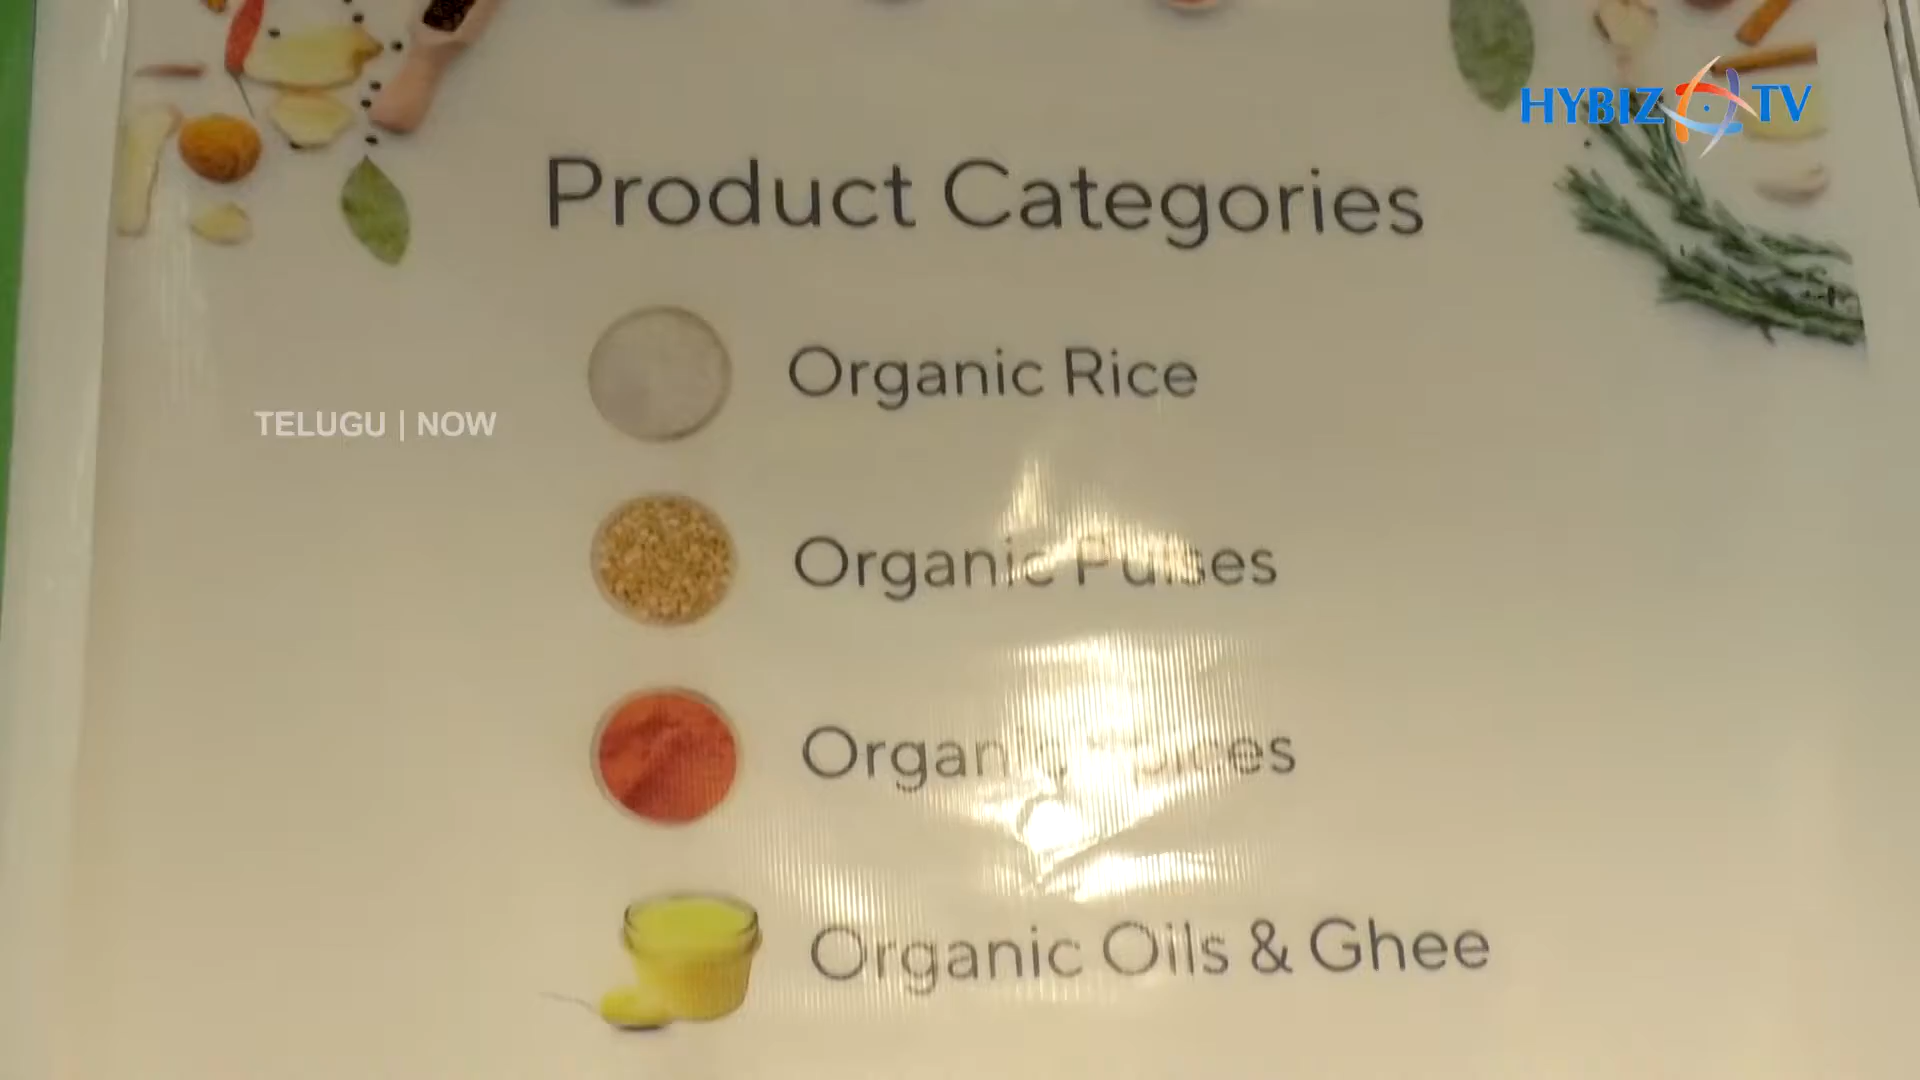 HYBIZ TV
Product Categories
Organic Rice
TELUGU | NOW
Organic Pulses
Organic Spices
Organic Oils & Ghee